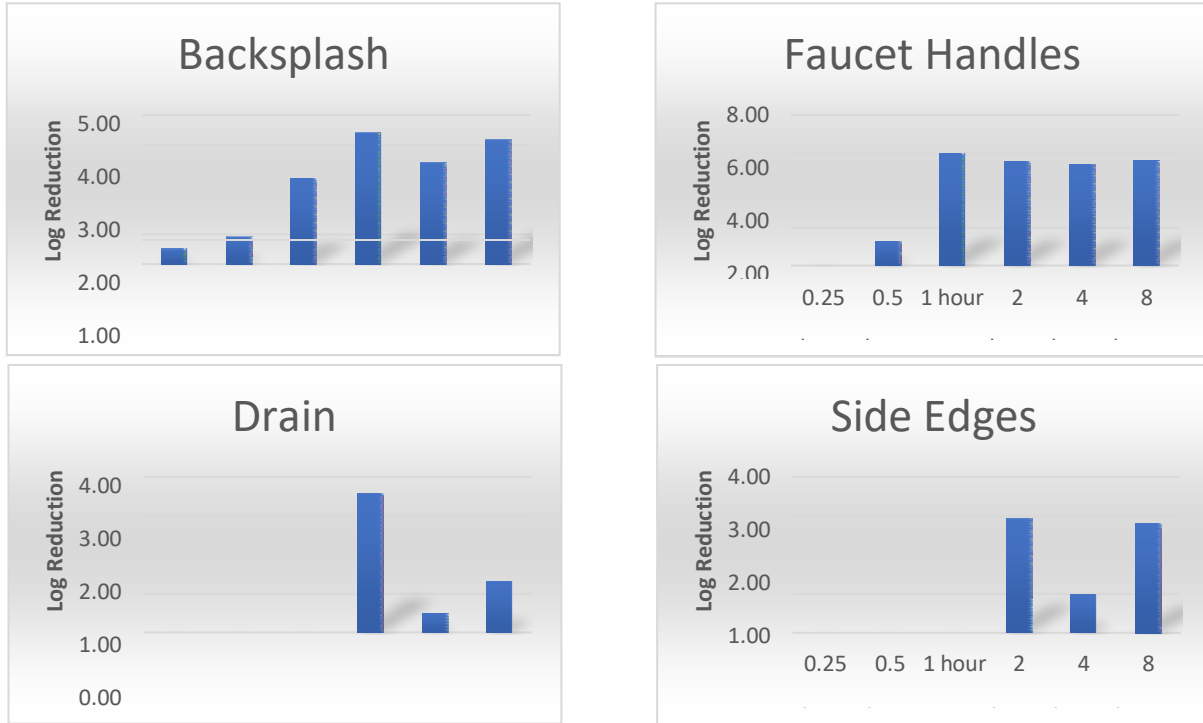 Backsplash
Log Reduction
5.00
4.00
3.00
2.00
1.00
Faucet Handles
Log Reduction
8.00
6.00
4.00
2.00
0.25 0.5 1 hour 2 4 8
Drain
Log Reduction
4.00
3.00
2.00
1.00
0.00
Side Edges
Log Reduction
4.00
3.00
2.00
1.00
0.25 0.5 1 hour 2 4 8